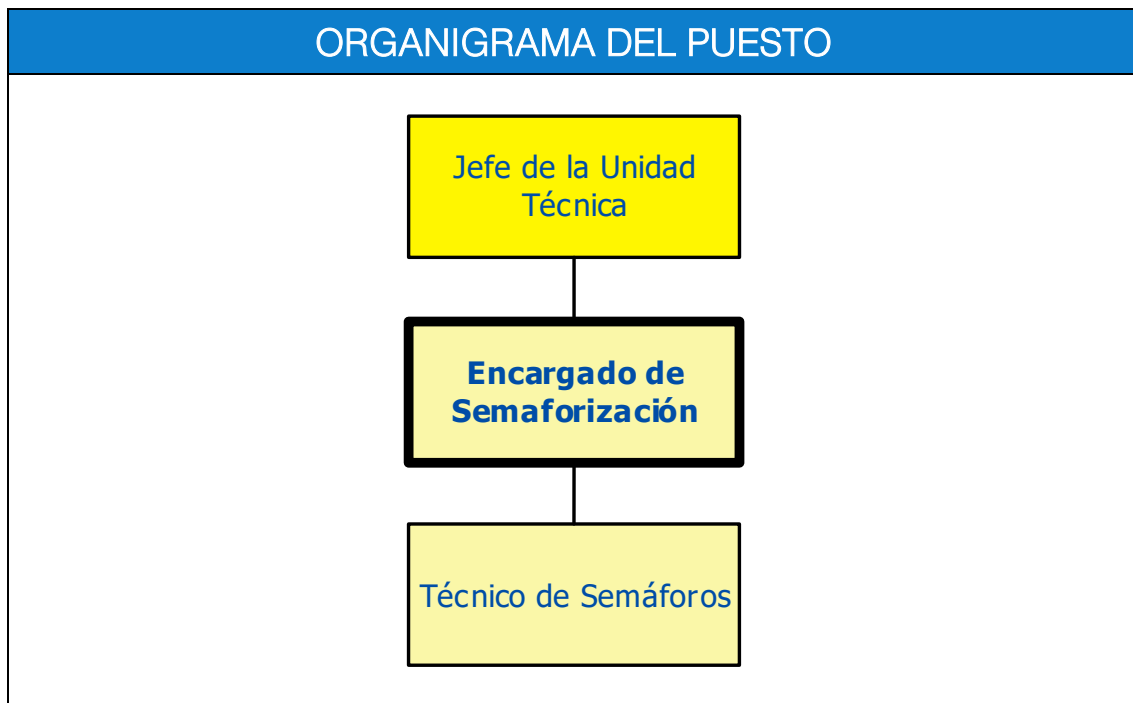 ORGANIGRAMA DEL PUESTO
Jefe de la Unidad
Técnica
Encargado de
Semaforización
Técnico de Semáforos